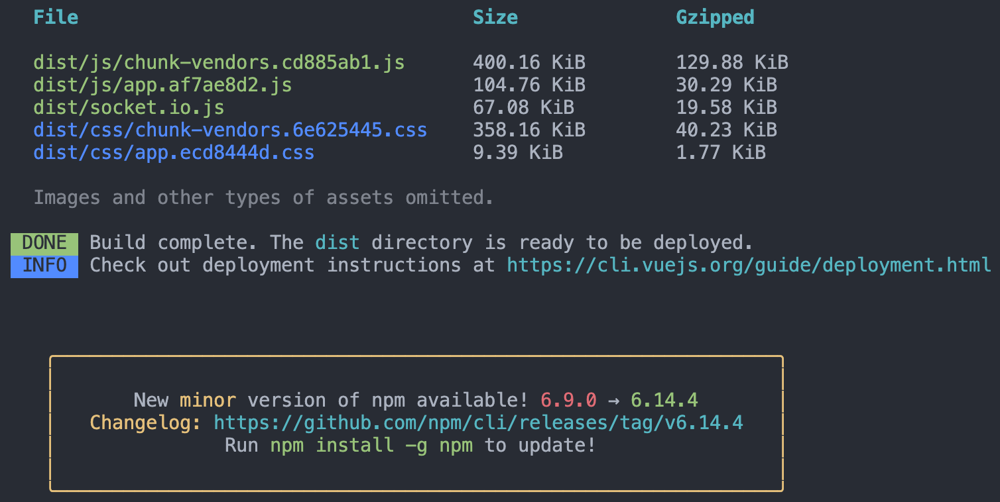 File Size Gzipped
dist/js/chunk-vendors.cd885ab1.js 400.16 KiB 129.88 KiB
dist/js/app.af7ae8d2.js 104.76 KiB 30.29 KiB
dist/socket.io.js 67.08 KiB 19.58 KiB
dist/css/chunk-vendors.6e625445.css 358.16 KiB 40.23 KiB
dist/css/app.ecd8444d.css 9.39 KiB 1.77 KiB
Images and other types of assets omitted.
DONE Build complete. The dist directory is ready to be deployed.
INFO Check out deployment instructions at https://cli.vuejs.org/guide/deployment.html
New minor version of npm available! 6.9.0 → 6.14.4
Changelog: https://github.com/npm/cli/releases/tag/v6.14.4
Run npm install -g npm to update!